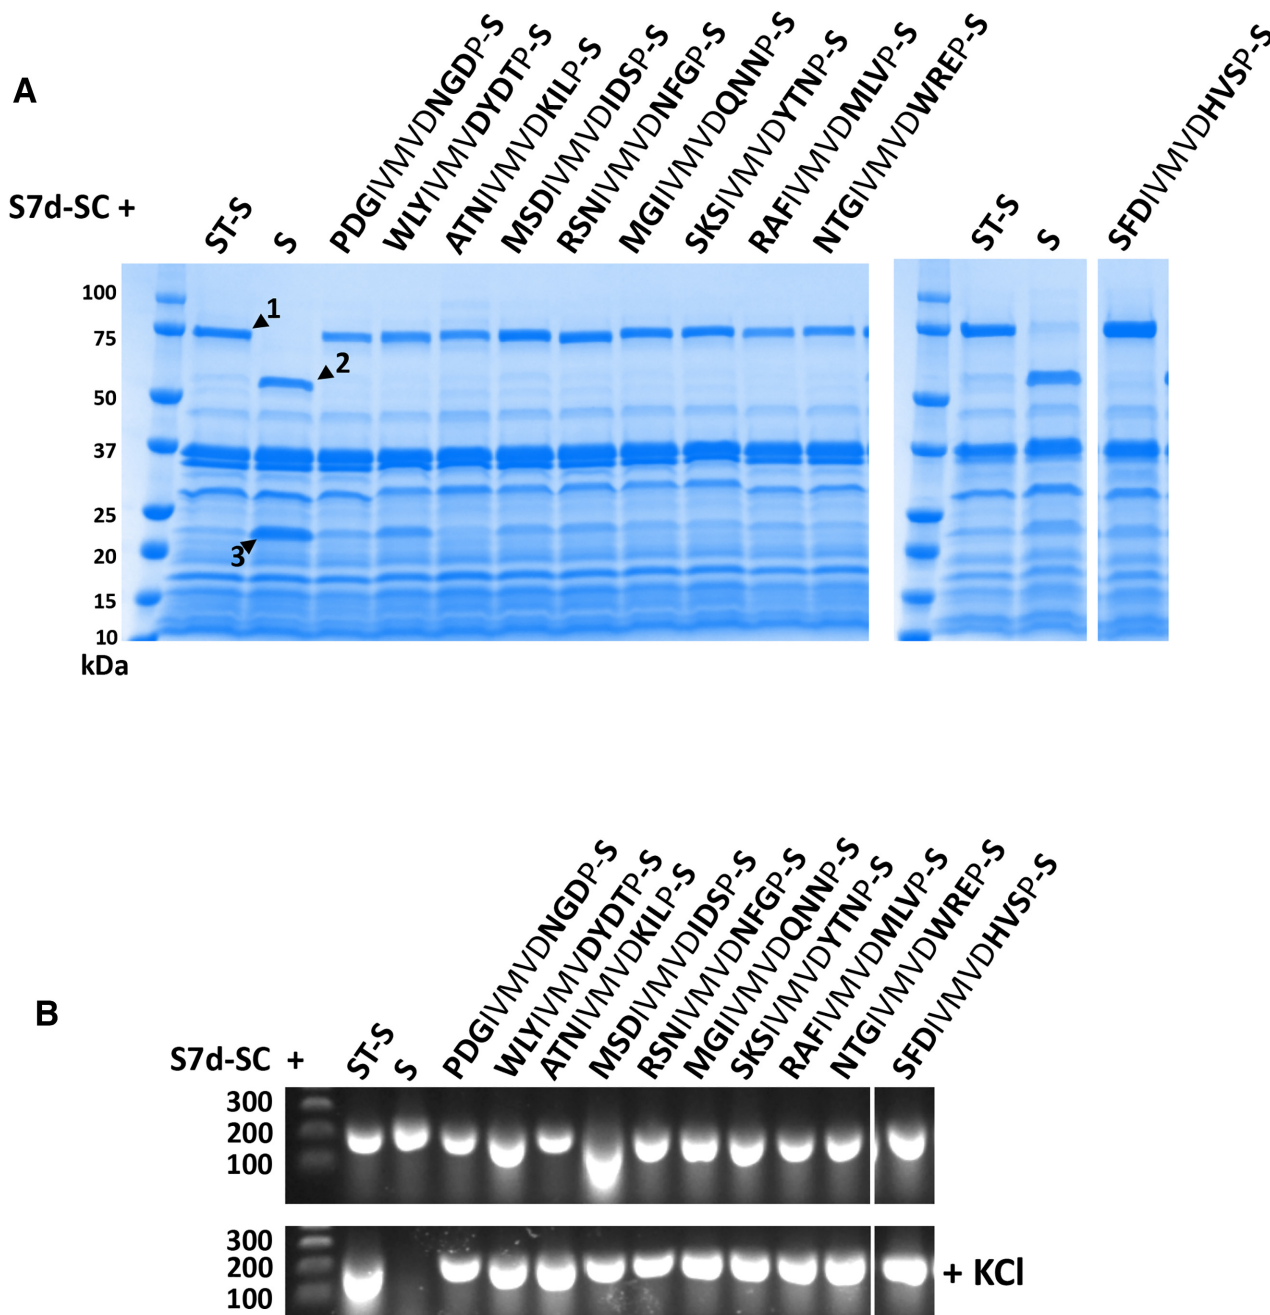 A
S7d-SC +
ST-S
S
PDGIVMVDNGDP-S
WLYIVMVDDYDTP-S
ATNIVMVDKILP-S
MSDIVMVDIDSP-S
RSNIVMVDNFGP-S
MGIIVMVDQNNP-S
SKSIVMVDYTNP-S
RAFIVMVDMLVP-S
NTGIVMVDWREP-S
ST-S
S
SFDIVMVDHVSP-S
100
75
50
37
25
20
15
10
kDa
1
2
3
B
S7d-SC +
ST-S
S
PDGIVMVDNGDP-S
WLYIVMVDDYDTP-S
ATNIVMVDKILP-S
MSDIVMVDIDSP-S
RSNIVMVDNFGP-S
MGIIVMVDQNNP-S
SKSIVMVDYTNP-S
RAFIVMVDMLVP-S
NTGIVMVDWREP-S
SFDIVMVDHVSP-S
300
200
100
300
200
100
+ KCl